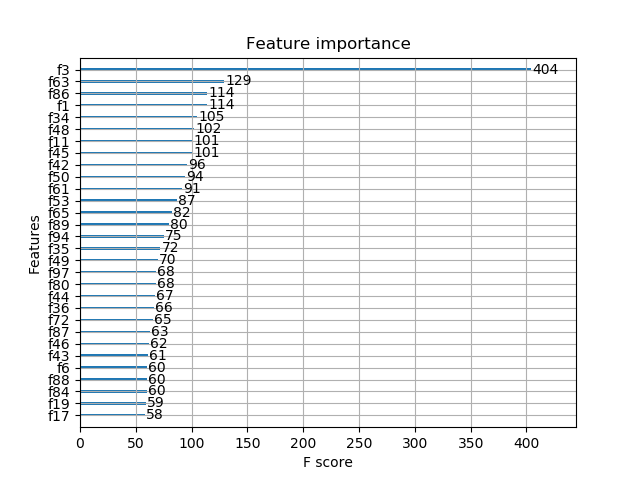 Feature importance
f3 404
f63 129
f86 114
f1 114
f34 105
f48 102
f11 101
f45 101
f42 96
f50 94
f61 91
f53 87
f65 82
f89 80
f94 75
f35 72
f49 70
f97 68
f80 68
f44 67
f36 66
f72 65
f87 63
f46 62
f43 61
f6 60
f88 60
f84 60
f19 59
f17 58
Features
0 50 100 150 200 250 300 350 400
F score